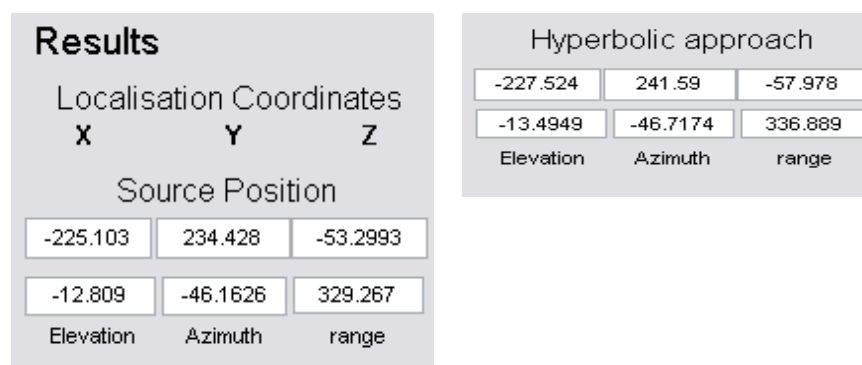 Results
Localisation Coordinates
X Y Z
Source Position
-225.103 234.428 -53.2993
-12.809 -46.1626 329.267
Elevation Azimuth range
Hyperbolic approach
-227.524 241.59 -57.978
-13.4949 -46.7174 336.889
Elevation Azimuth range